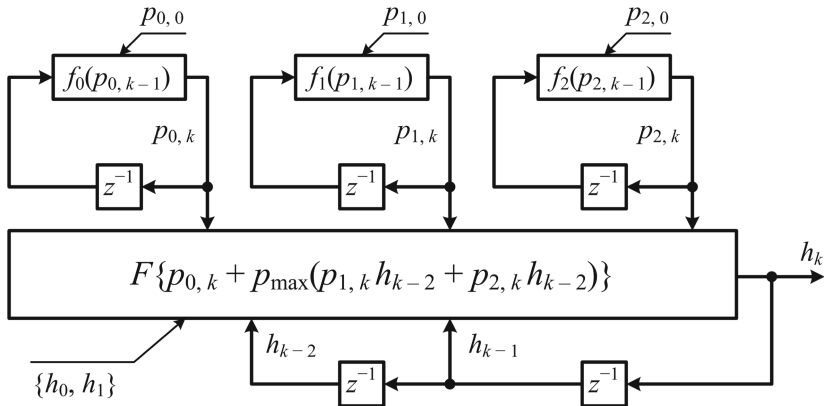 p₀, ₀ p₁, ₀ p₂, ₀
f₀(p₀, ₖ₋₁) f₁(p₁, ₖ₋₁) f₂(p₂, ₖ₋₁)
p₀, ₖ p₁, ₖ p₂, ₖ
z⁻¹ z⁻¹ z⁻¹
F{p₀, ₖ + pₘₐₓ(p₁, ₖ hₖ₋₂ + p₂, ₖ hₖ₋₂)} hₖ
hₖ₋₂ hₖ₋₁
{h₀, h₁} z⁻¹ z⁻¹